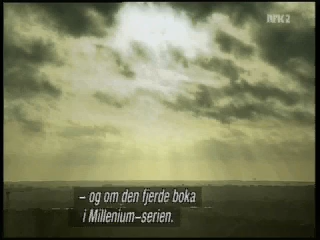 NRK2
– og om den fjerde boka
i Millenium-serien.